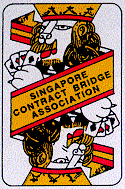 SINGAPORE
CONTRACT BRIDGE
ASSOCIATION